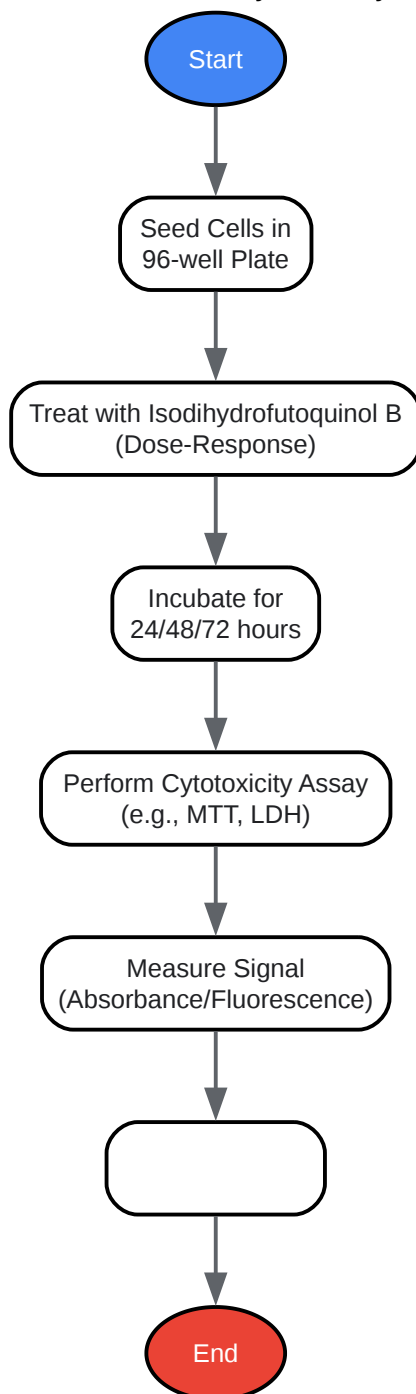 Start
Seed Cells in
96-well Plate
Treat with Isodihydrofutoquinol B
(Dose-Response)
Incubate for
24/48/72 hours
Perform Cytotoxicity Assay
(e.g., MTT, LDH)
Measure Signal
(Absorbance/Fluorescence)
End